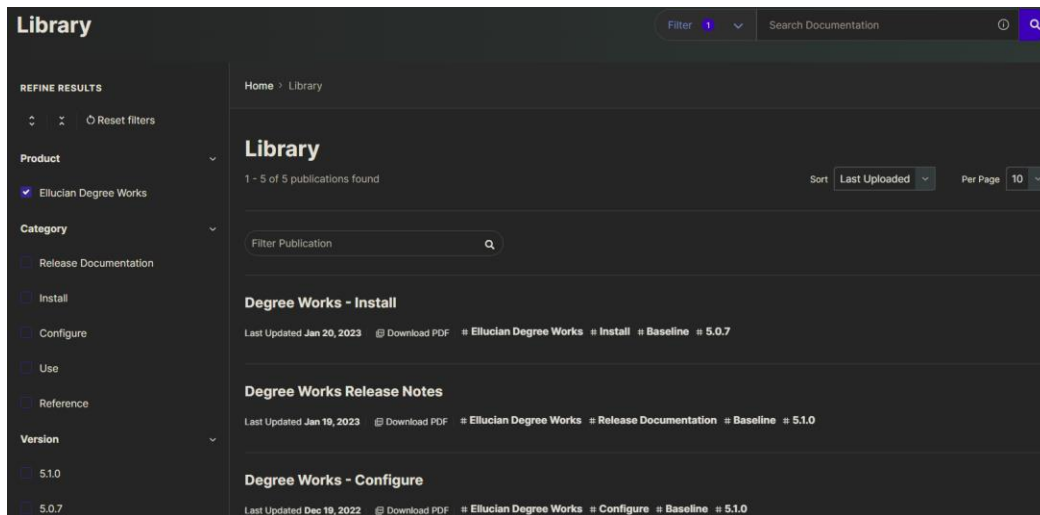 Library
Filter 1
Search Documentation
REFINE RESULTS
Reset filters
Product
Ellucian Degree Works
Category
Release Documentation
Install
Configure
Use
Reference
Version
5.1.0
5.0.7
Home > Library
Library
1 - 5 of 5 publications found
Sort Last Uploaded
Per Page 10
Filter Publication
Degree Works - Install
Last Updated Jan 20, 2023 Download PDF # Ellucian Degree Works # Install # Baseline # 5.0.7
Degree Works Release Notes
Last Updated Jan 19, 2023 Download PDF # Ellucian Degree Works # Release Documentation # Baseline # 5.1.0
Degree Works - Configure
Last Updated Dec 19, 2022 Download PDF # Ellucian Degree Works # Configure # Baseline # 5.1.0